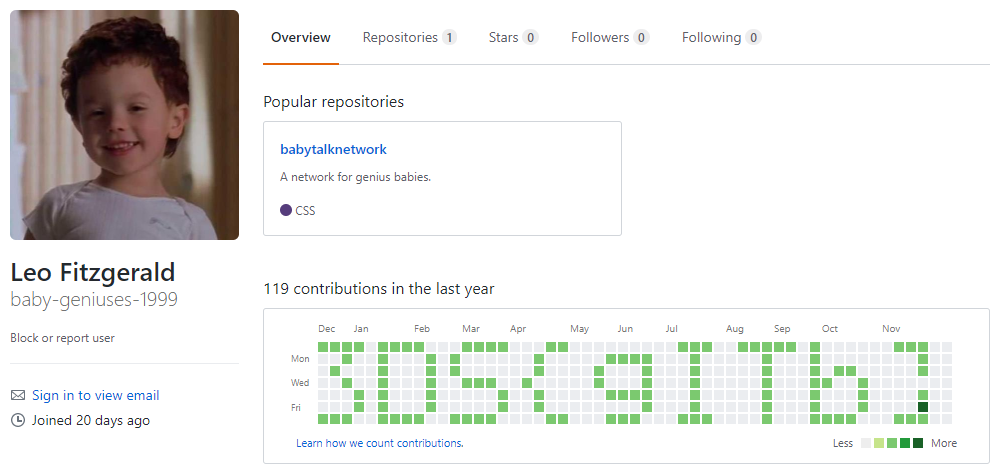 Overview Repositories 1 Stars 0 Followers 0 Following 0
Popular repositories
babytalknetwork
A network for genius babies.
CSS
Leo Fitzgerald
baby-geniuses-1999
Block or report user
Sign in to view email
Joined 20 days ago
119 contributions in the last year
Dec Jan Feb Mar Apr May Jun Jul Aug Sep Oct Nov
Mon
Wed
Fri
Learn how we count contributions.
Less More